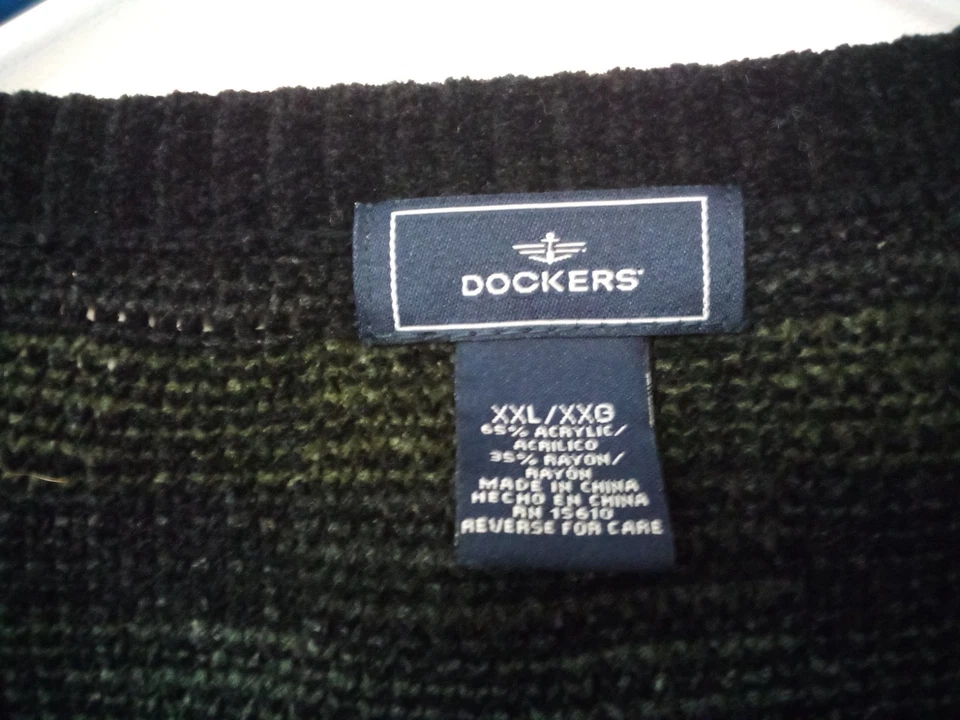 DOCKERS
XXL/XXG
65% ACRYLIC/
ACRILICO
35% RAYON/
RAYON
MADE IN CHINA
HECHO EN CHINA
RN 15610
REVERSE FOR CARE